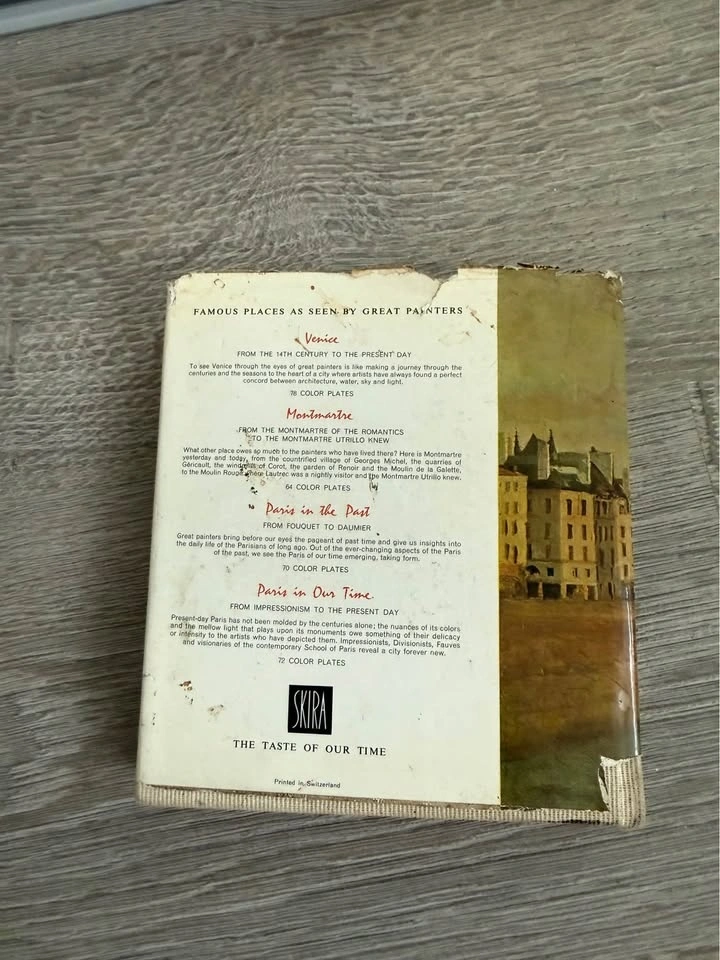 FAMOUS PLACES AS SEEN BY GREAT PAINTERS
Venice
FROM THE 14TH CENTURY TO THE PRESENT DAY
To see Venice through the eyes of great painters is like making a journey through the
centuries and the seasons to the heart of a city where artists have always found a perfect
concord between architecture, water, sky and light.
78 COLOR PLATES
Montmartre
FROM THE MONTMARTRE OF THE ROMANTICS
TO THE MONTMARTRE UTRILLO KNEW
What other place owes so much to the painters who have lived there? Here is Montmartre
yesterday and today, from the countrified village of Georges Michel, the quarries of
Géricault, the windmills of Corot, the garden of Renoir and the Moulin de la Galette,
to the Moulin Rouge where Lautrec was a nightly visitor and the Montmartre Utrillo knew.
64 COLOR PLATES
Paris in the Past
FROM FOUQUET TO DAUMIER
Great painters bring before our eyes the pageant of past time and give us insights into
the daily life of the Parisians of long ago. Out of the ever-changing aspects of the Paris
of the past, we see the Paris of our time emerging, taking form.
70 COLOR PLATES
Paris in Our Time
FROM IMPRESSIONISM TO THE PRESENT DAY
Present-day Paris has not been molded by the centuries alone; the nuances of its colors
and the mellow light that plays upon its monuments owe something of their delicacy
or intensity to the artists who have depicted them. Impressionists, Divisionists, Fauves
and visionaries of the contemporary School of Paris reveal a city forever new.
72 COLOR PLATES
SKIRA
THE TASTE OF OUR TIME
Printed in Switzerland